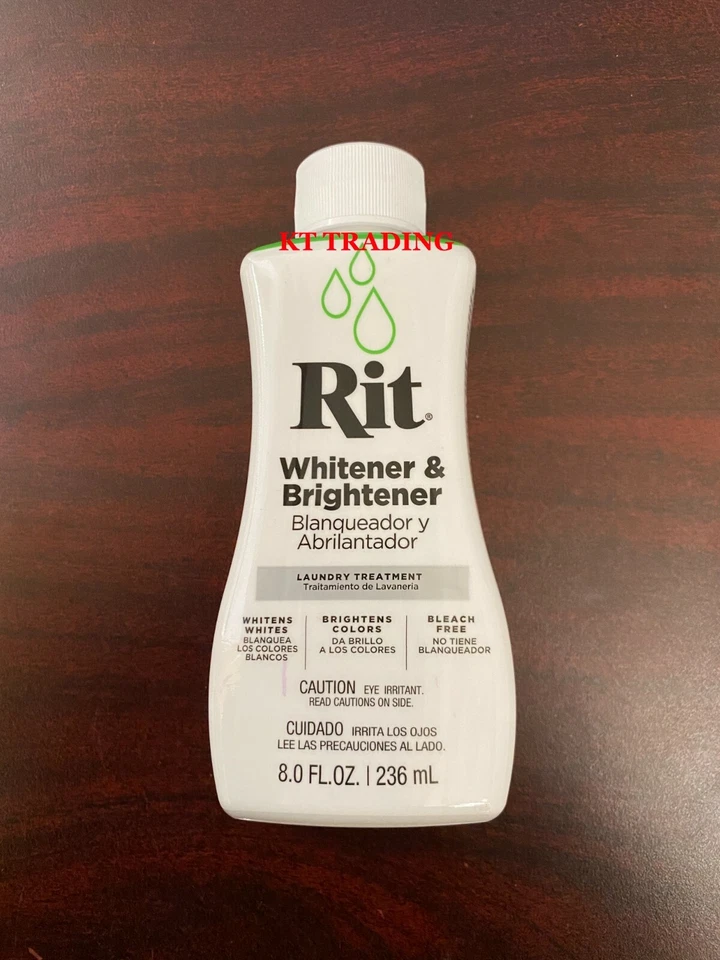 KT TRADING
Rit®
Whitener &
Brightener
Blanqueador y
Abrilantador
LAUNDRY TREATMENT
Traitamiento de Lavaneria
WHITENS
WHITES
BLANQUEA
LOS COLORES
BLANCOS
BRIGHTENS
COLORS
DA BRILLO
A LOS COLORES
BLEACH
FREE
NO TIENE
BLANQUEADOR
CAUTION EYE IRRITANT.
READ CAUTIONS ON SIDE.
CUIDADO IRRITA LOS OJOS
LEE LAS PRECAUCIONES AL LADO.
8.0 FL.OZ. | 236 mL